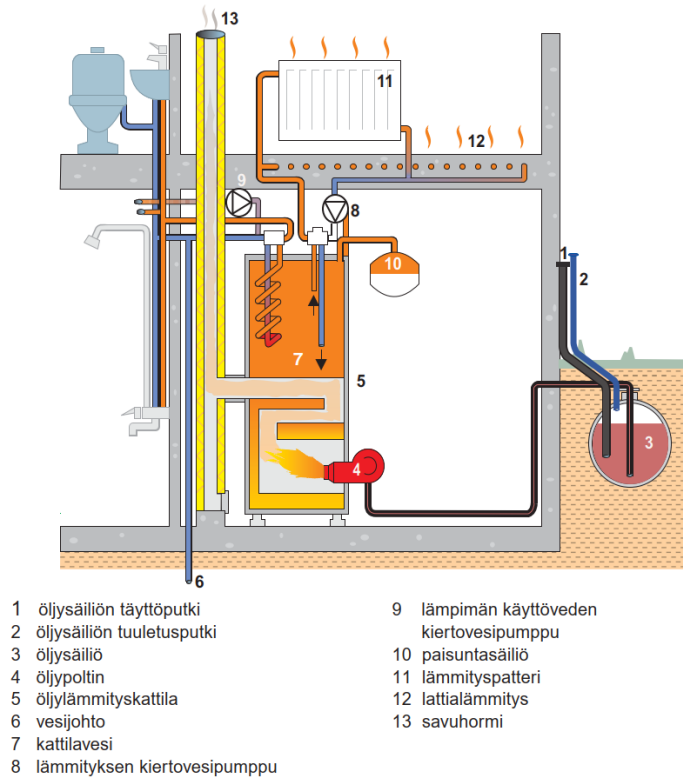 13
11
12
9
8
10
1
2
7
5
3
4
6
1 öljysäiliön täyttöputki
2 öljysäiliön tuuletusputki
3 öljysäiliö
4 öljypoltin
5 öljylämmityskattila
6 vesijohto
7 kattilavesi
8 lämmityksen kiertovesipumppu
9 lämpimän käyttöveden
kiertovesipumppu
10 paisuntasäiliö
11 lämmityspatteri
12 lattialämmitys
13 savuhormi